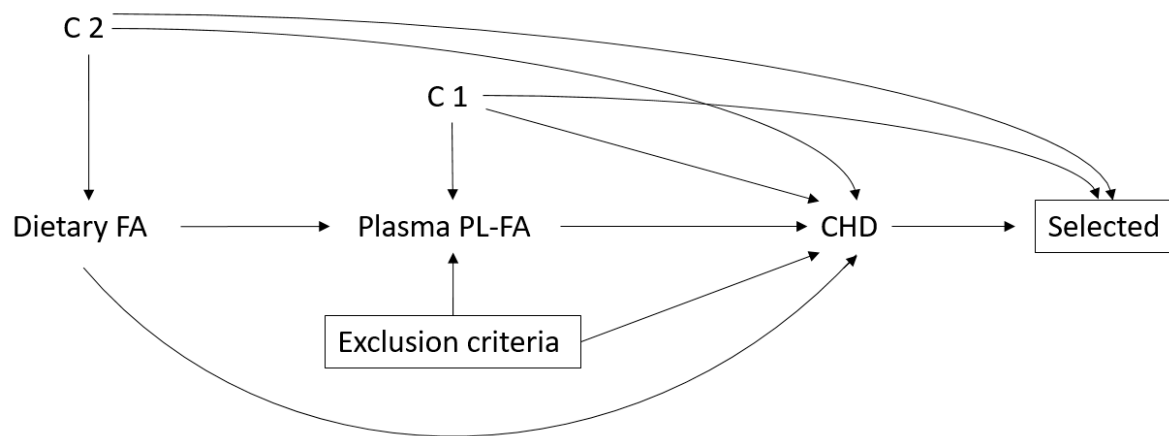 C 2
C 1
Dietary FA
Plasma PL-FA
CHD
Selected
Exclusion criteria